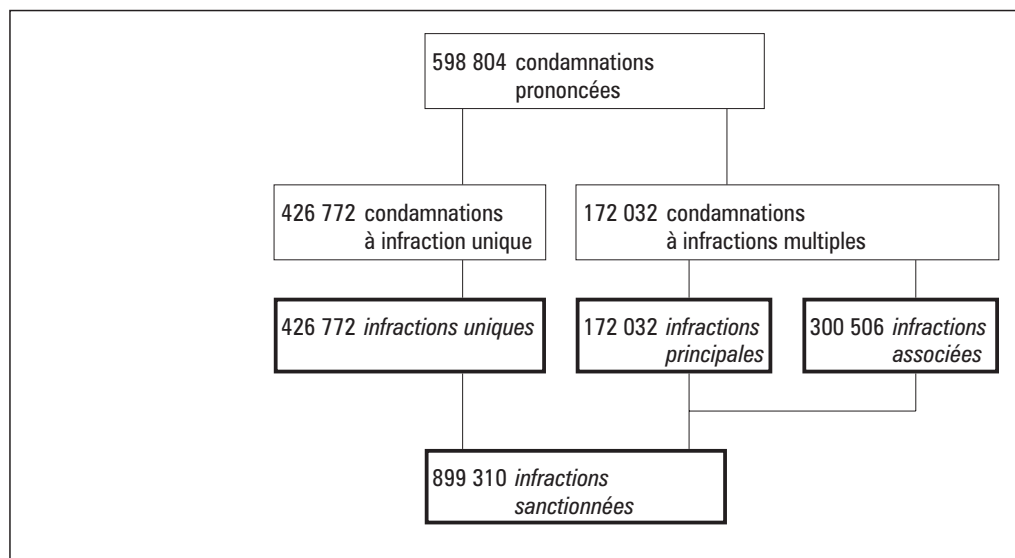 598 804 condamnations
prononcées
426 772 condamnations
à infraction unique
172 032 condamnations
à infractions multiples
426 772 infractions uniques
172 032 infractions
principales
300 506 infractions
associées
899 310 infractions
sanctionnées